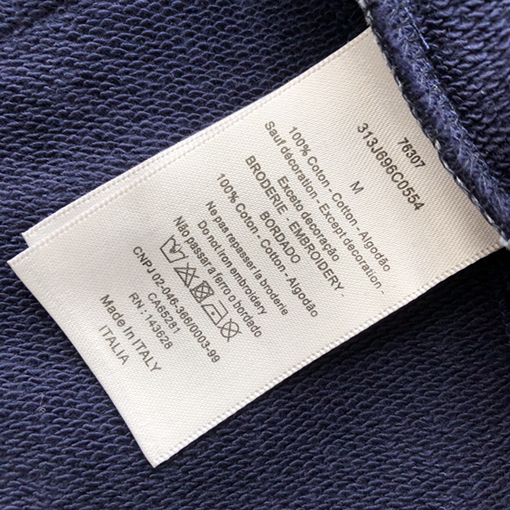 76307
313J696C0554
M
100% Coton - Cotton - Algodão
Sauf décoration - Except decoration -
Exceto decoração
BRODERIE - EMBROIDERY -
BORDADO
100% Coton - Cotton - Algodão
Ne pas repasser la broderie
Do not iron embroidery
Não passar a ferro o bordado
CNPJ 02-046-386/0003-99
CA65281
RN : 143628
Made in ITALY
ITALIA